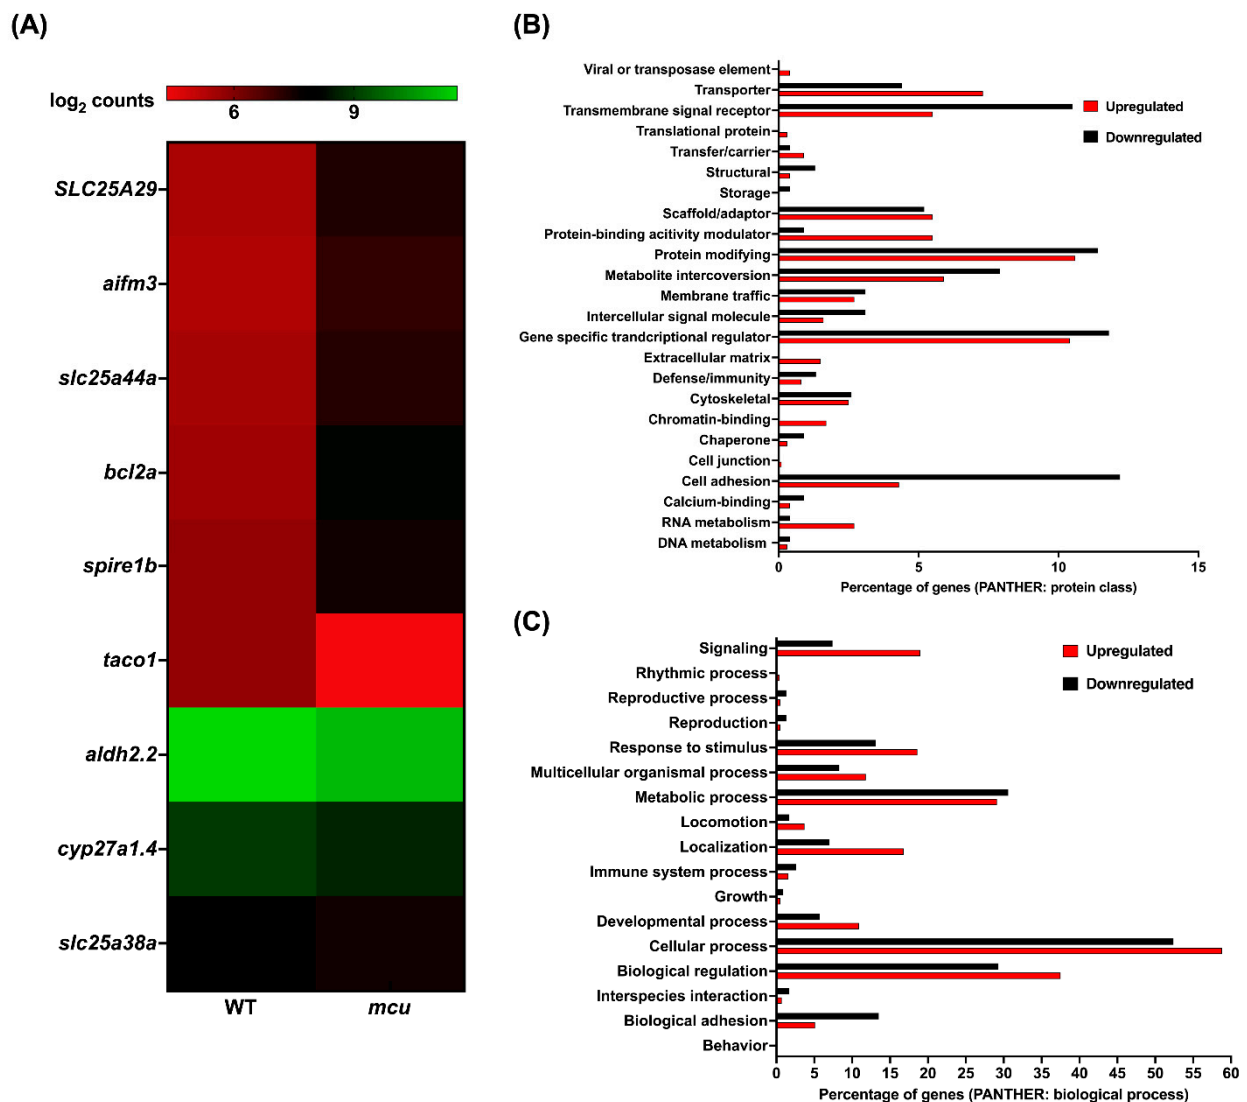 (A)
log2 counts
6
9
SLC25A29
aifm3
slc25a44a
bcl2a
spire1b
taco1
aldh2.2
cyp27a1.4
slc25a38a
WT
mcu
(B)
Viral or transposase element
Transporter
Transmembrane signal receptor
Translational protein
Transfer/carrier
Structural
Storage
Scaffold/adaptor
Protein-binding acitivity modulator
Protein modifying
Metabolite intercoversion
Membrane traffic
Intercellular signal molecule
Gene specific trandcriptional regulator
Extracellular matrix
Defense/immunity
Cytoskeletal
Chromatin-binding
Chaperone
Cell junction
Cell adhesion
Calcium-binding
RNA metabolism
DNA metabolism
Upregulated
Downregulated
0
5
10
15
Percentage of genes (PANTHER: protein class)
(C)
Signaling
Rhythmic process
Reproductive process
Reproduction
Response to stimulus
Multicellular organismal process
Metabolic process
Locomotion
Localization
Immune system process
Growth
Developmental process
Cellular process
Biological regulation
Interspecies interaction
Biological adhesion
Behavior
Upregulated
Downregulated
0
5
10
15
20
25
30
35
40
45
50
55
60
Percentage of genes (PANTHER: biological process)